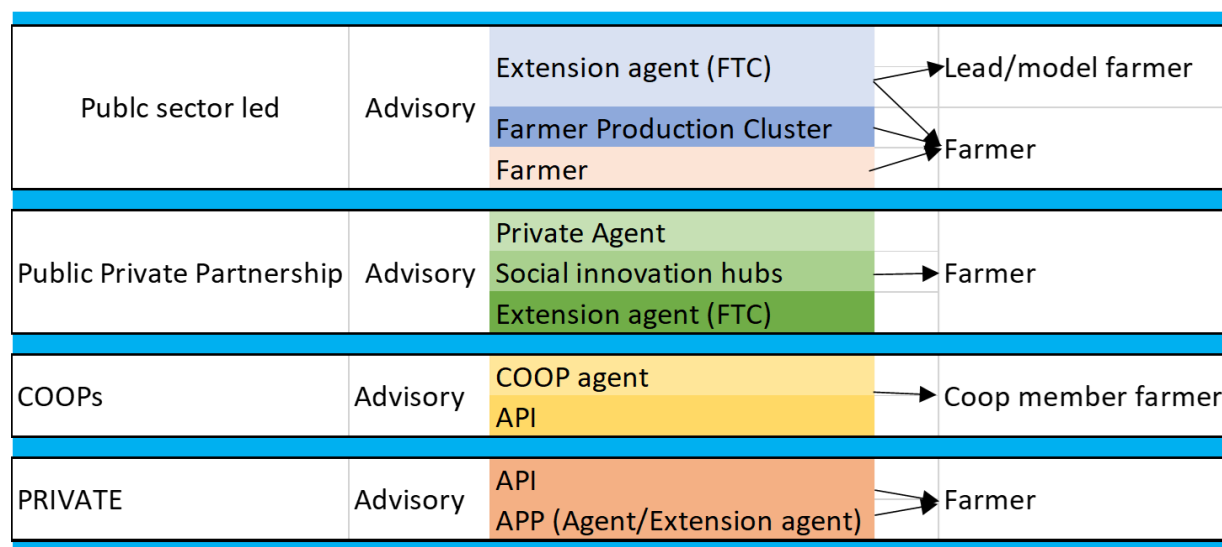 Publc sector led
Advisory
Extension agent (FTC)
Lead/model farmer
Farmer Production Cluster
Farmer
Farmer
Public Private Partnership
Advisory
Private Agent
Social innovation hubs
Farmer
Extension agent (FTC)
COOPs
Advisory
COOP agent
API
Coop member farmer
PRIVATE
Advisory
API
APP (Agent/Extension agent)
Farmer